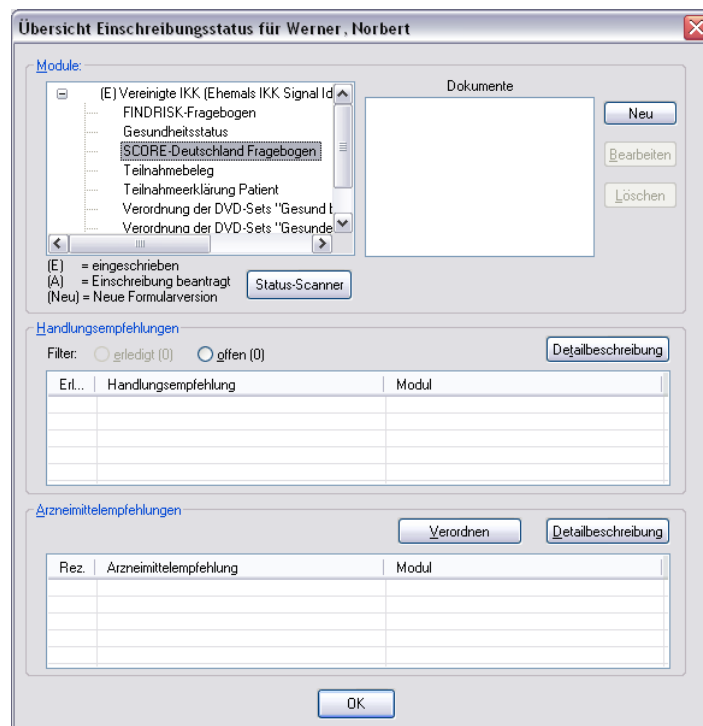 Übersicht Einschreibungsstatus für Werner, Norbert
Module:
(E) Vereinigte IKK (Ehemals IKK Signal Id
FINDRISK-Fragebogen
Gesundheitsstatus
SCORE-Deutschland Fragebogen
Teilnahmebeleg
Teilnahmeerklärung Patient
Verordnung der DVD-Sets "Gesund b
Verordnung der DVD-Sets "Gesunde
Dokumente
Neu
Bearbeiten
Löschen
(E) = eingeschrieben
(A) = Einschreibung beantragt
(Neu) = Neue Formularversion
Status-Scanner
Handlungsempfehlungen
Filter: erledigt (0) offen (0)
Detailbeschreibung
Erl... Handlungsempfehlung Modul
Arzneimittelempfehlungen
Verordnen Detailbeschreibung
Rez. Arzneimittelempfehlung Modul
OK